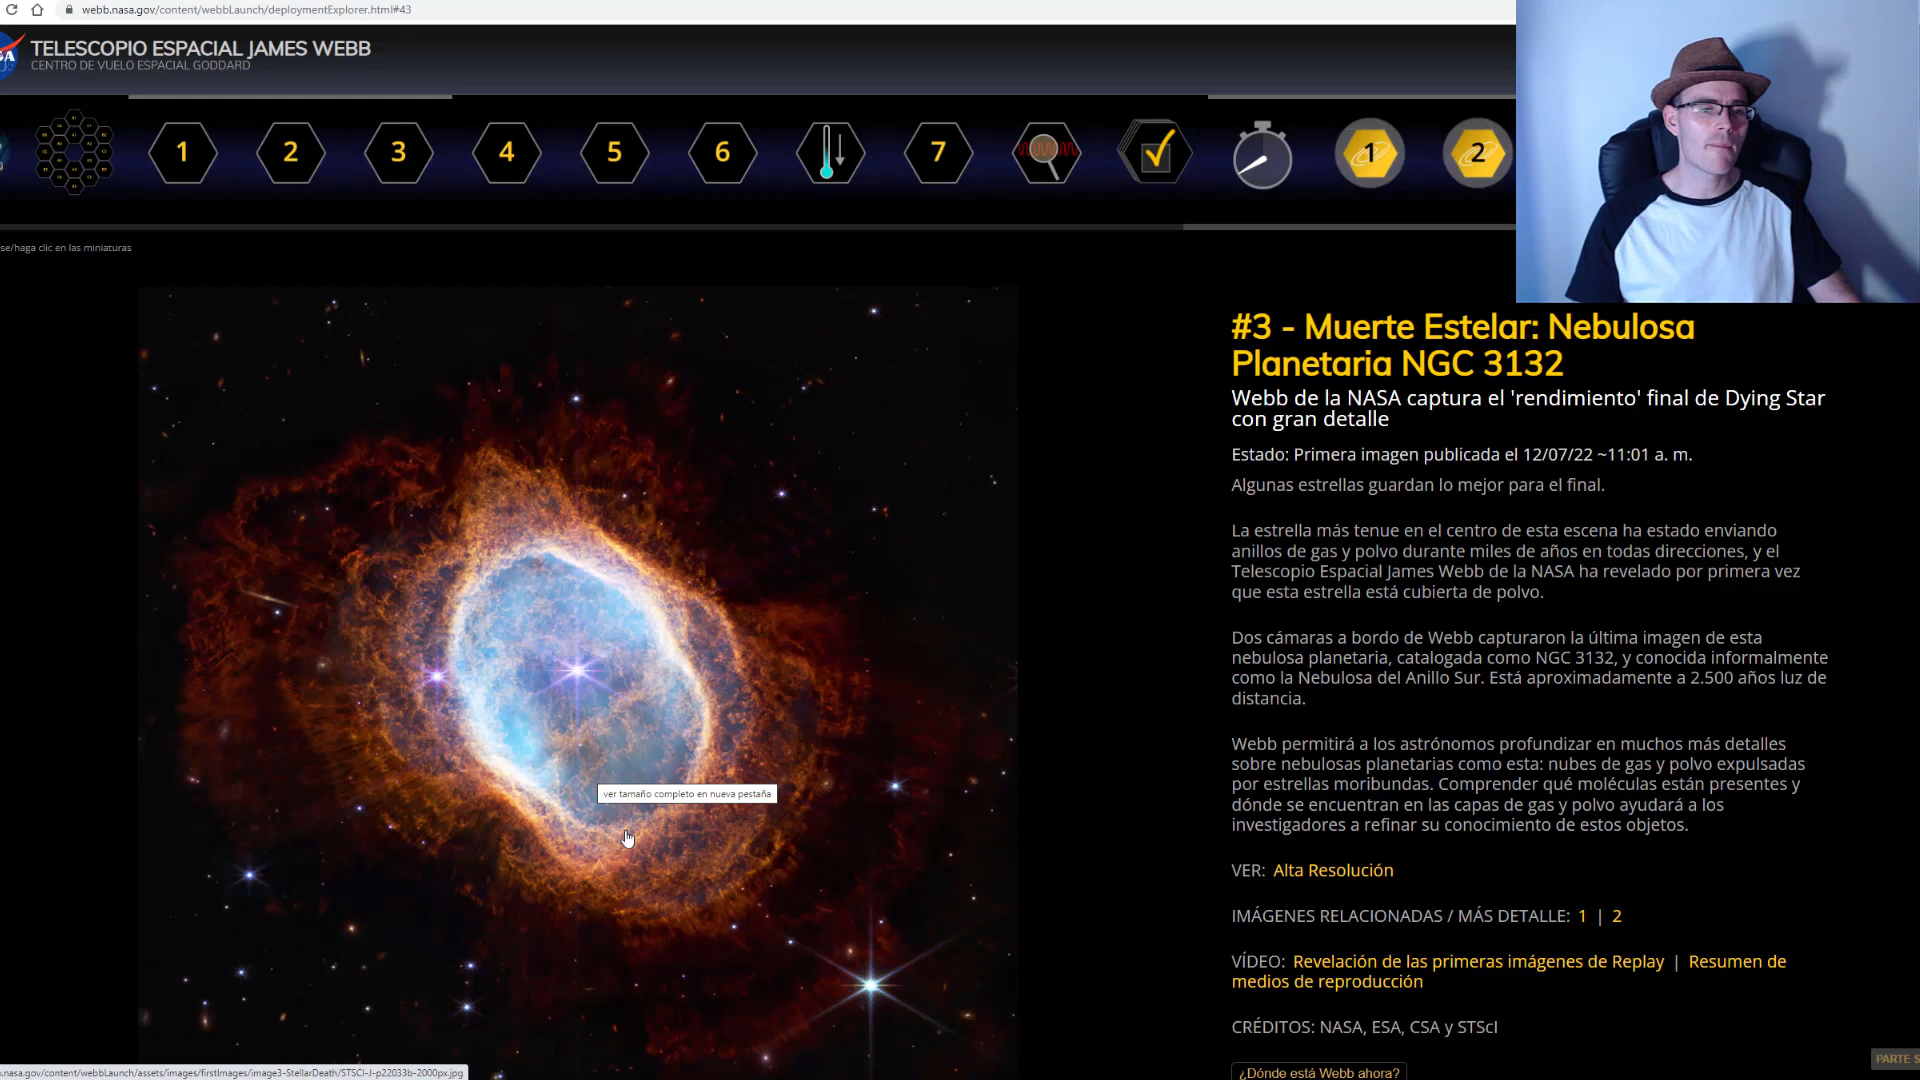 webb.nasa.gov/content/webbLaunch/deploymentExplorer.html#43
TELESCOPIO ESPACIAL JAMES WEBB
CENTRO DE VUELO ESPACIAL GODDARD
1 2 3 4 5 6 7 1 2
se/haga clic en las miniaturas
#3 - Muerte Estelar: Nebulosa
Planetaria NGC 3132
Webb de la NASA captura el 'rendimiento' final de Dying Star
con gran detalle
Estado: Primera imagen publicada el 12/07/22 ~11:01 a. m.
Algunas estrellas guardan lo mejor para el final.
La estrella más tenue en el centro de esta escena ha estado enviando
anillos de gas y polvo durante miles de años en todas direcciones, y el
Telescopio Espacial James Webb de la NASA ha revelado por primera vez
que esta estrella está cubierta de polvo.
Dos cámaras a bordo de Webb capturaron la última imagen de esta
nebulosa planetaria, catalogada como NGC 3132, y conocida informalmente
como la Nebulosa del Anillo Sur. Está aproximadamente a 2.500 años luz de
distancia.
Webb permitirá a los astrónomos profundizar en muchos más detalles
sobre nebulosas planetarias como esta: nubes de gas y polvo expulsadas
por estrellas moribundas. Comprender qué moléculas están presentes y
dónde se encuentran en las capas de gas y polvo ayudará a los
investigadores a refinar su conocimiento de estos objetos.
ver tamaño completo en nueva pestaña
VER: Alta Resolución
IMÁGENES RELACIONADAS / MÁS DETALLE: 1 | 2
VÍDEO: Revelación de las primeras imágenes de Replay | Resumen de
medios de reproducción
CRÉDITOS: NASA, ESA, CSA y STScI
PARTE S
¿Dónde está Webb ahora?
.nasa.gov/content/webbLaunch/assets/images/firstImages/image3-StellarDeath/STSCI-J-p22033b-2000px.jpg